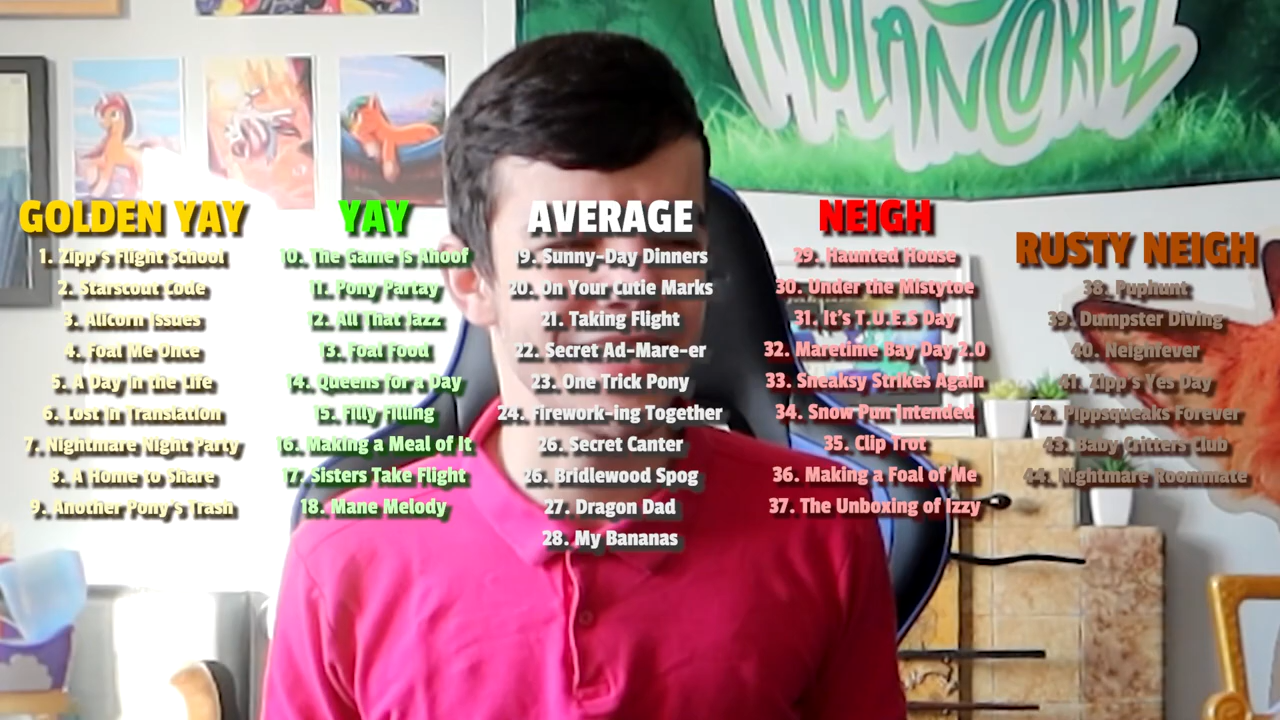 MULANCORTEZ
GOLDEN YAY
1. Zipp's Flight School
2. Starscout Code
3. Alicorn Issues
4. Foal Me Once
5. A Day in the Life
6. Lost in Translation
7. Nightmare Night Party
8. A Home to Share
9. Another Pony's Trash
YAY
10. The Game is Ahoof
11. Pony Partay
12. All That Jazz
13. Foal Food
14. Queens for a Day
15. Filly Filling
16. Making a Meal of It
17. Sisters Take Flight
18. Mane Melody
AVERAGE
19. Sunny-Day Dinners
20. On Your Cutie Marks
21. Taking Flight
22. Secret Ad-Mare-er
23. One Trick Pony
24. Firework-ing Together
26. Secret Canter
26. Bridlewood Spog
27. Dragon Dad
28. My Bananas
NEIGH
29. Haunted House
30. Under the Mistytoe
31. It's T.U.E.S Day
32. Maretime Bay Day 2.0
33. Sneaksy Strikes Again
34. Snow Pun Intended
35. Clip Trot
36. Making a Foal of Me
37. The Unboxing of Izzy
RUSTY NEIGH
38. Puphunt
39. Dumpster Diving
40. Neighfever
41. Zipp's Yes Day
42. Pippsqueaks Forever
43. Baby Critters Club
44. Nightmare Roommate